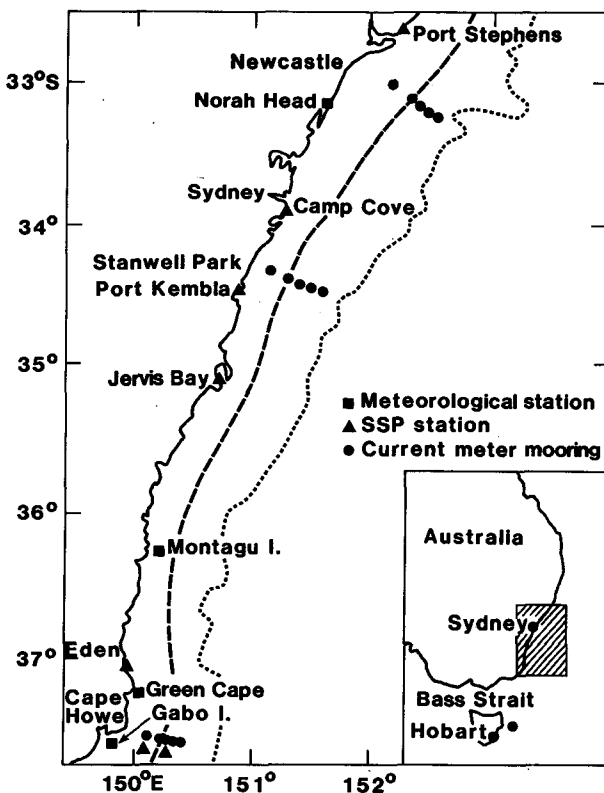 Port Stephens
Newcastle
33°S
Norah Head
Sydney
Camp Cove
34°
Stanwell Park
Port Kembla
35°
Jervis Bay
■ Meteorological station
▲ SSP station
● Current meter mooring
36°
Montagu I.
Australia
Sydney
Eden
37°
Green Cape
Cape
Howe
Gabo I.
Bass Strait
Hobart
150°E
151°
152°